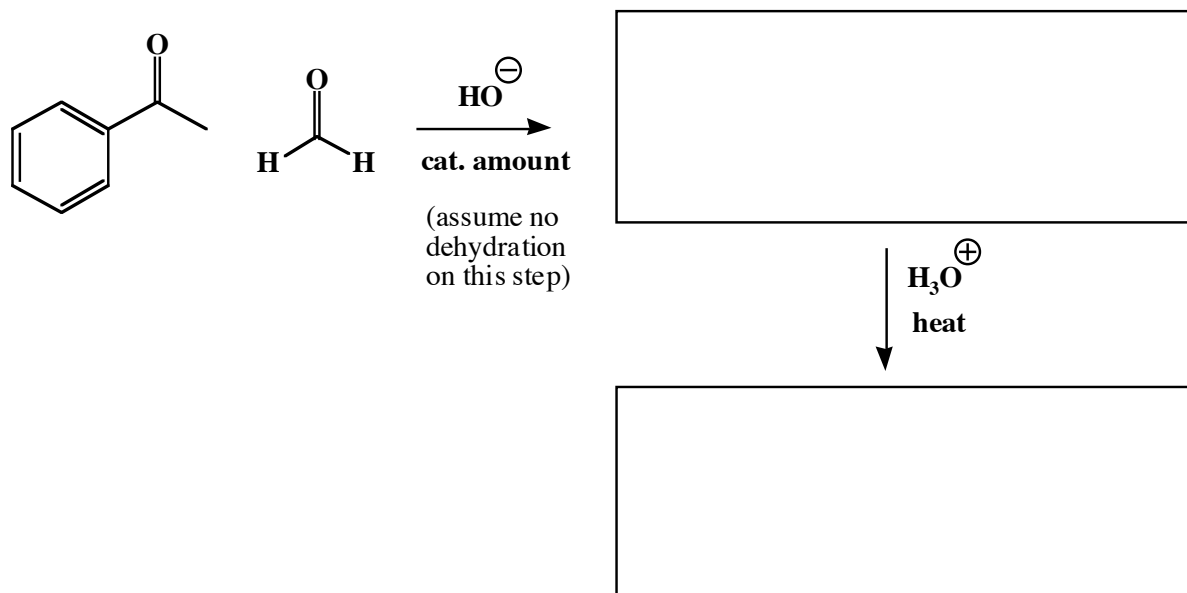 O
O
H
H
HO⊖
cat. amount
(assume no
dehydration
on this step)
H₃O⊕
heat